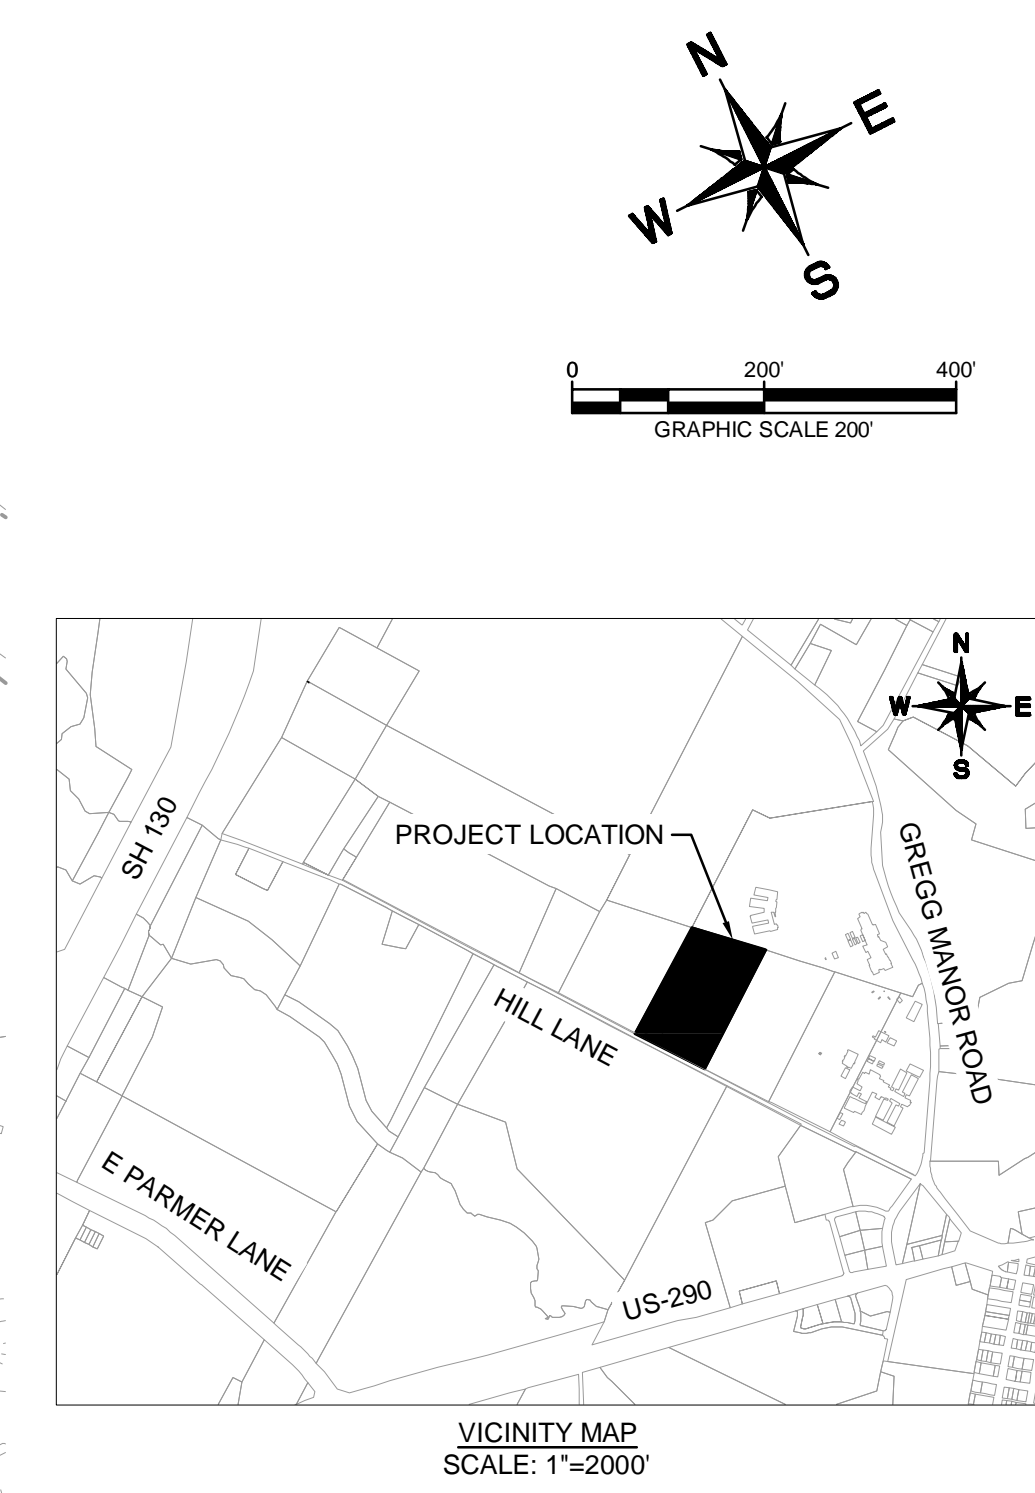 N
E
W
S
0 200' 400'
GRAPHIC SCALE 200'
N
W E
S
SH 130
PROJECT LOCATION
GREGG MANOR ROAD
HILL LANE
E PARMER LANE
US-290
VICINITY MAP
SCALE: 1"=2000'